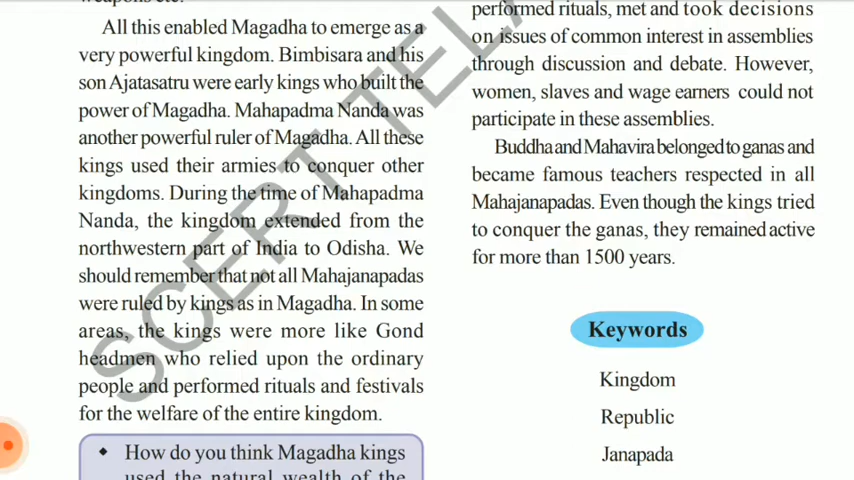 All this enabled Magadha to emerge as a
very powerful kingdom. Bimbisara and his
son Ajatasatru were early kings who built the
power of Magadha. Mahapadma Nanda was
another powerful ruler of Magadha. All these
kings used their armies to conquer other
kingdoms. During the time of Mahapadma
Nanda, the kingdom extended from the
northwestern part of India to Odisha. We
should remember that not all Mahajanapadas
were ruled by kings as in Magadha. In some
areas, the kings were more like Gond
headmen who relied upon the ordinary
people and performed rituals and festivals
for the welfare of the entire kingdom.
◆ How do you think Magadha kings
used the natural wealth of the
performed rituals, met and took decisions
on issues of common interest in assemblies
through discussion and debate. However,
women, slaves and wage earners could not
participate in these assemblies.
Buddha and Mahavira belonged to ganas and
became famous teachers respected in all
Mahajanapadas. Even though the kings tried
to conquer the ganas, they remained active
for more than 1500 years.
Keywords
Kingdom
Republic
Janapada
SCERT TELA